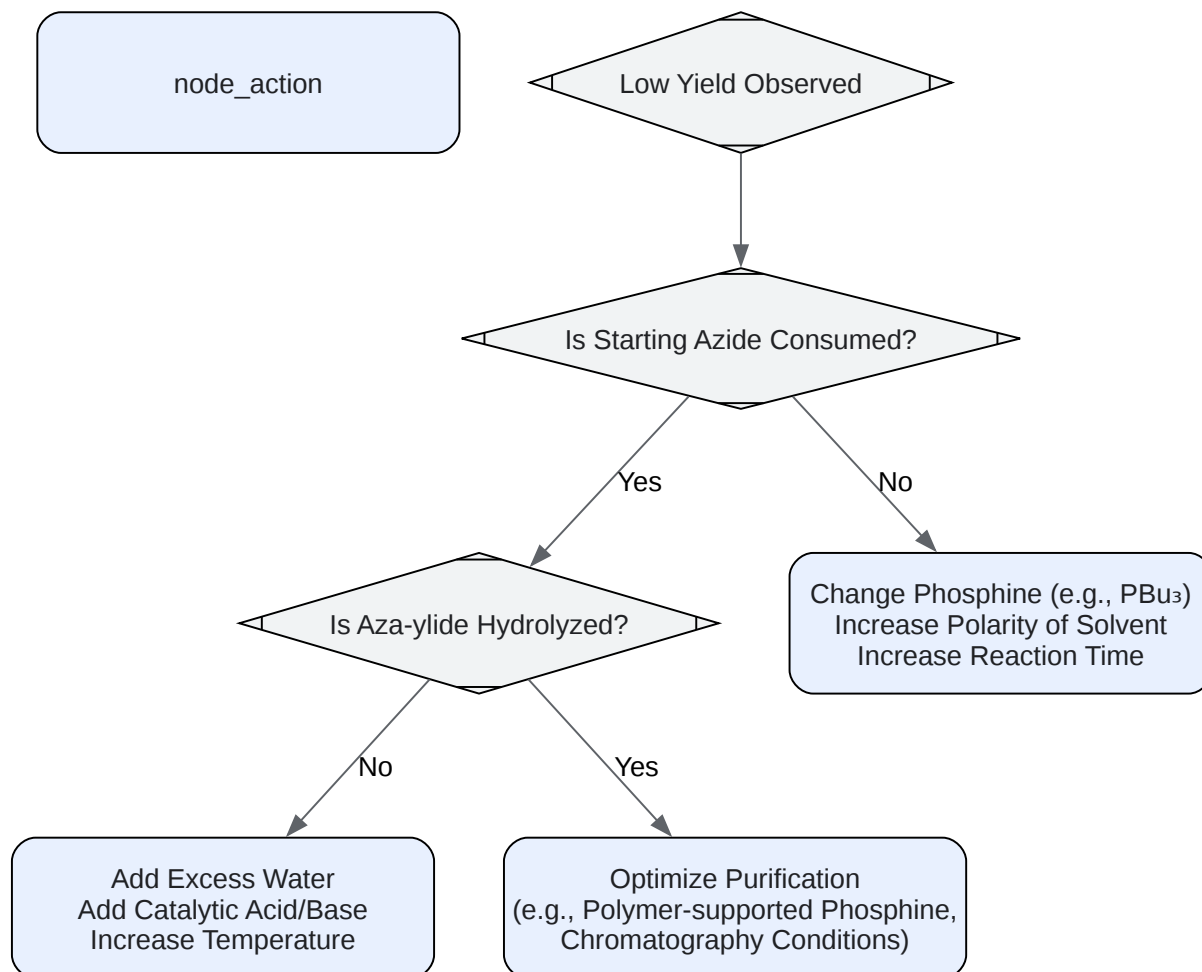 node_action
Low Yield Observed
Is Starting Azide Consumed?
Yes
No
Is Aza-ylide Hydrolyzed?
Change Phosphine (e.g., PBu₃)
Increase Polarity of Solvent
Increase Reaction Time
No
Yes
Add Excess Water
Add Catalytic Acid/Base
Increase Temperature
Optimize Purification
(e.g., Polymer-supported Phosphine,
Chromatography Conditions)